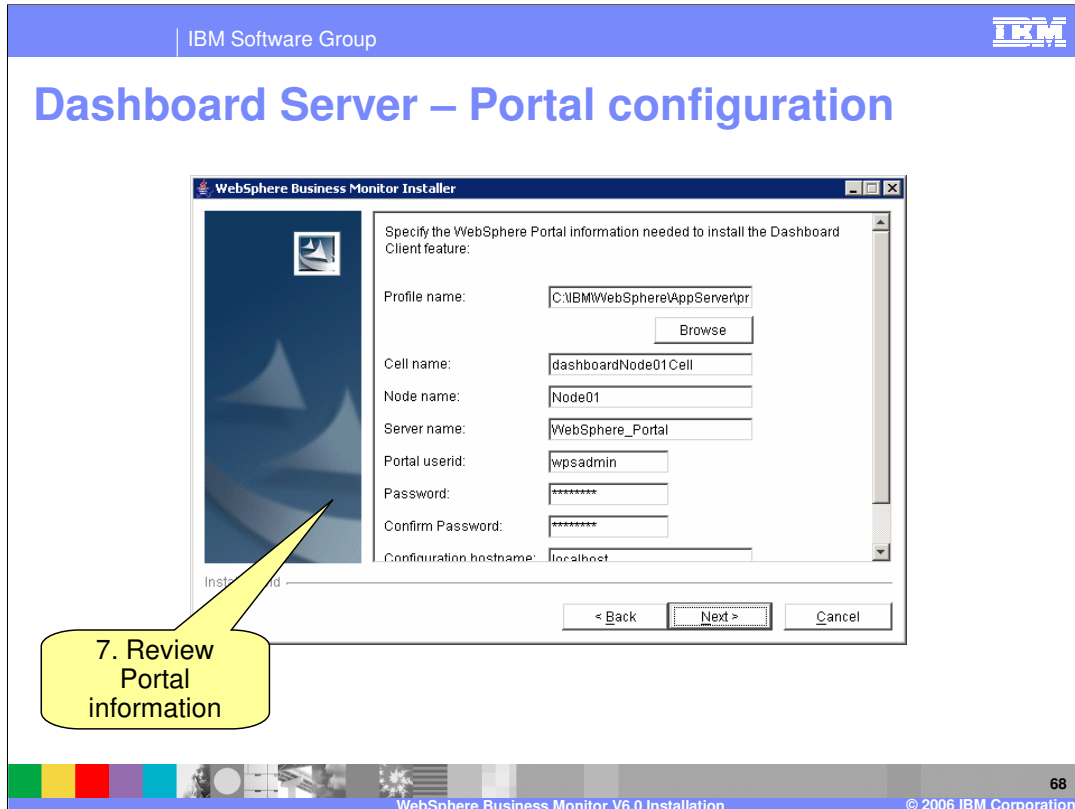 IBM Software Group
IBM
Dashboard Server – Portal configuration
WebSphere Business Monitor Installer
Specify the WebSphere Portal information needed to install the Dashboard
Client feature:
Profile name: C:\IBM\WebSphere\AppServer\pr
Browse
Cell name: dashboardNode01Cell
Node name: Node01
Server name: WebSphere_Portal
Portal userid: wpsadmin
Password: ********
Confirm Password: ********
Configuration hostname: localhost
< Back Next > Cancel
7. Review
Portal
information
68
WebSphere Business Monitor V6.0 Installation © 2006 IBM Corporation